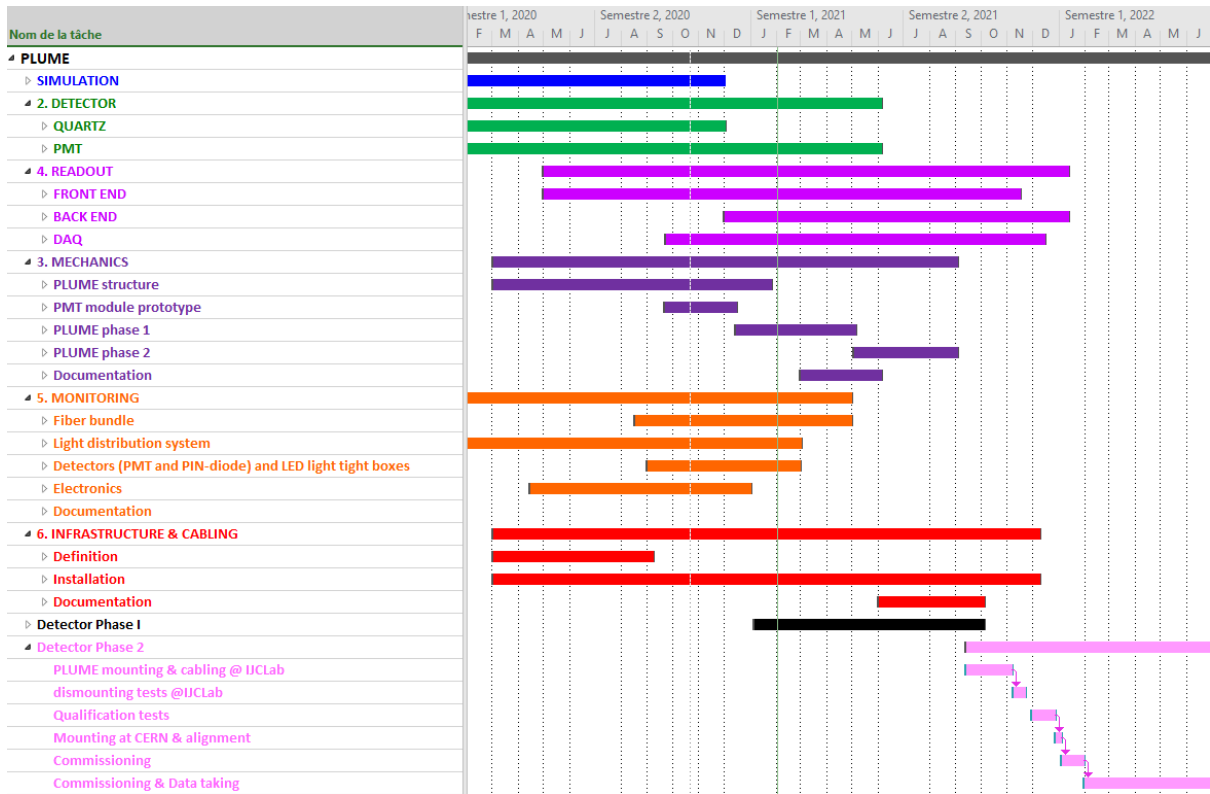 nestre 1, 2020 Semestre 2, 2020 Semestre 1, 2021 Semestre 2, 2021 Semestre 1, 2022
Nom de la tâche F M A M J J A S O N D J F M A M J J A S O N D J F M A M J
PLUME
SIMULATION
2. DETECTOR
QUARTZ
PMT
4. READOUT
FRONT END
BACK END
DAQ
3. MECHANICS
PLUME structure
PMT module prototype
PLUME phase 1
PLUME phase 2
Documentation
5. MONITORING
Fiber bundle
Light distribution system
Detectors (PMT and PIN-diode) and LED light tight boxes
Electronics
Documentation
6. INFRASTRUCTURE & CABLING
Definition
Installation
Documentation
Detector Phase I
Detector Phase 2
PLUME mounting & cabling @ IJCLab
dismounting tests @IJCLab
Qualification tests
Mounting at CERN & alignment
Commissioning
Commissioning & Data taking